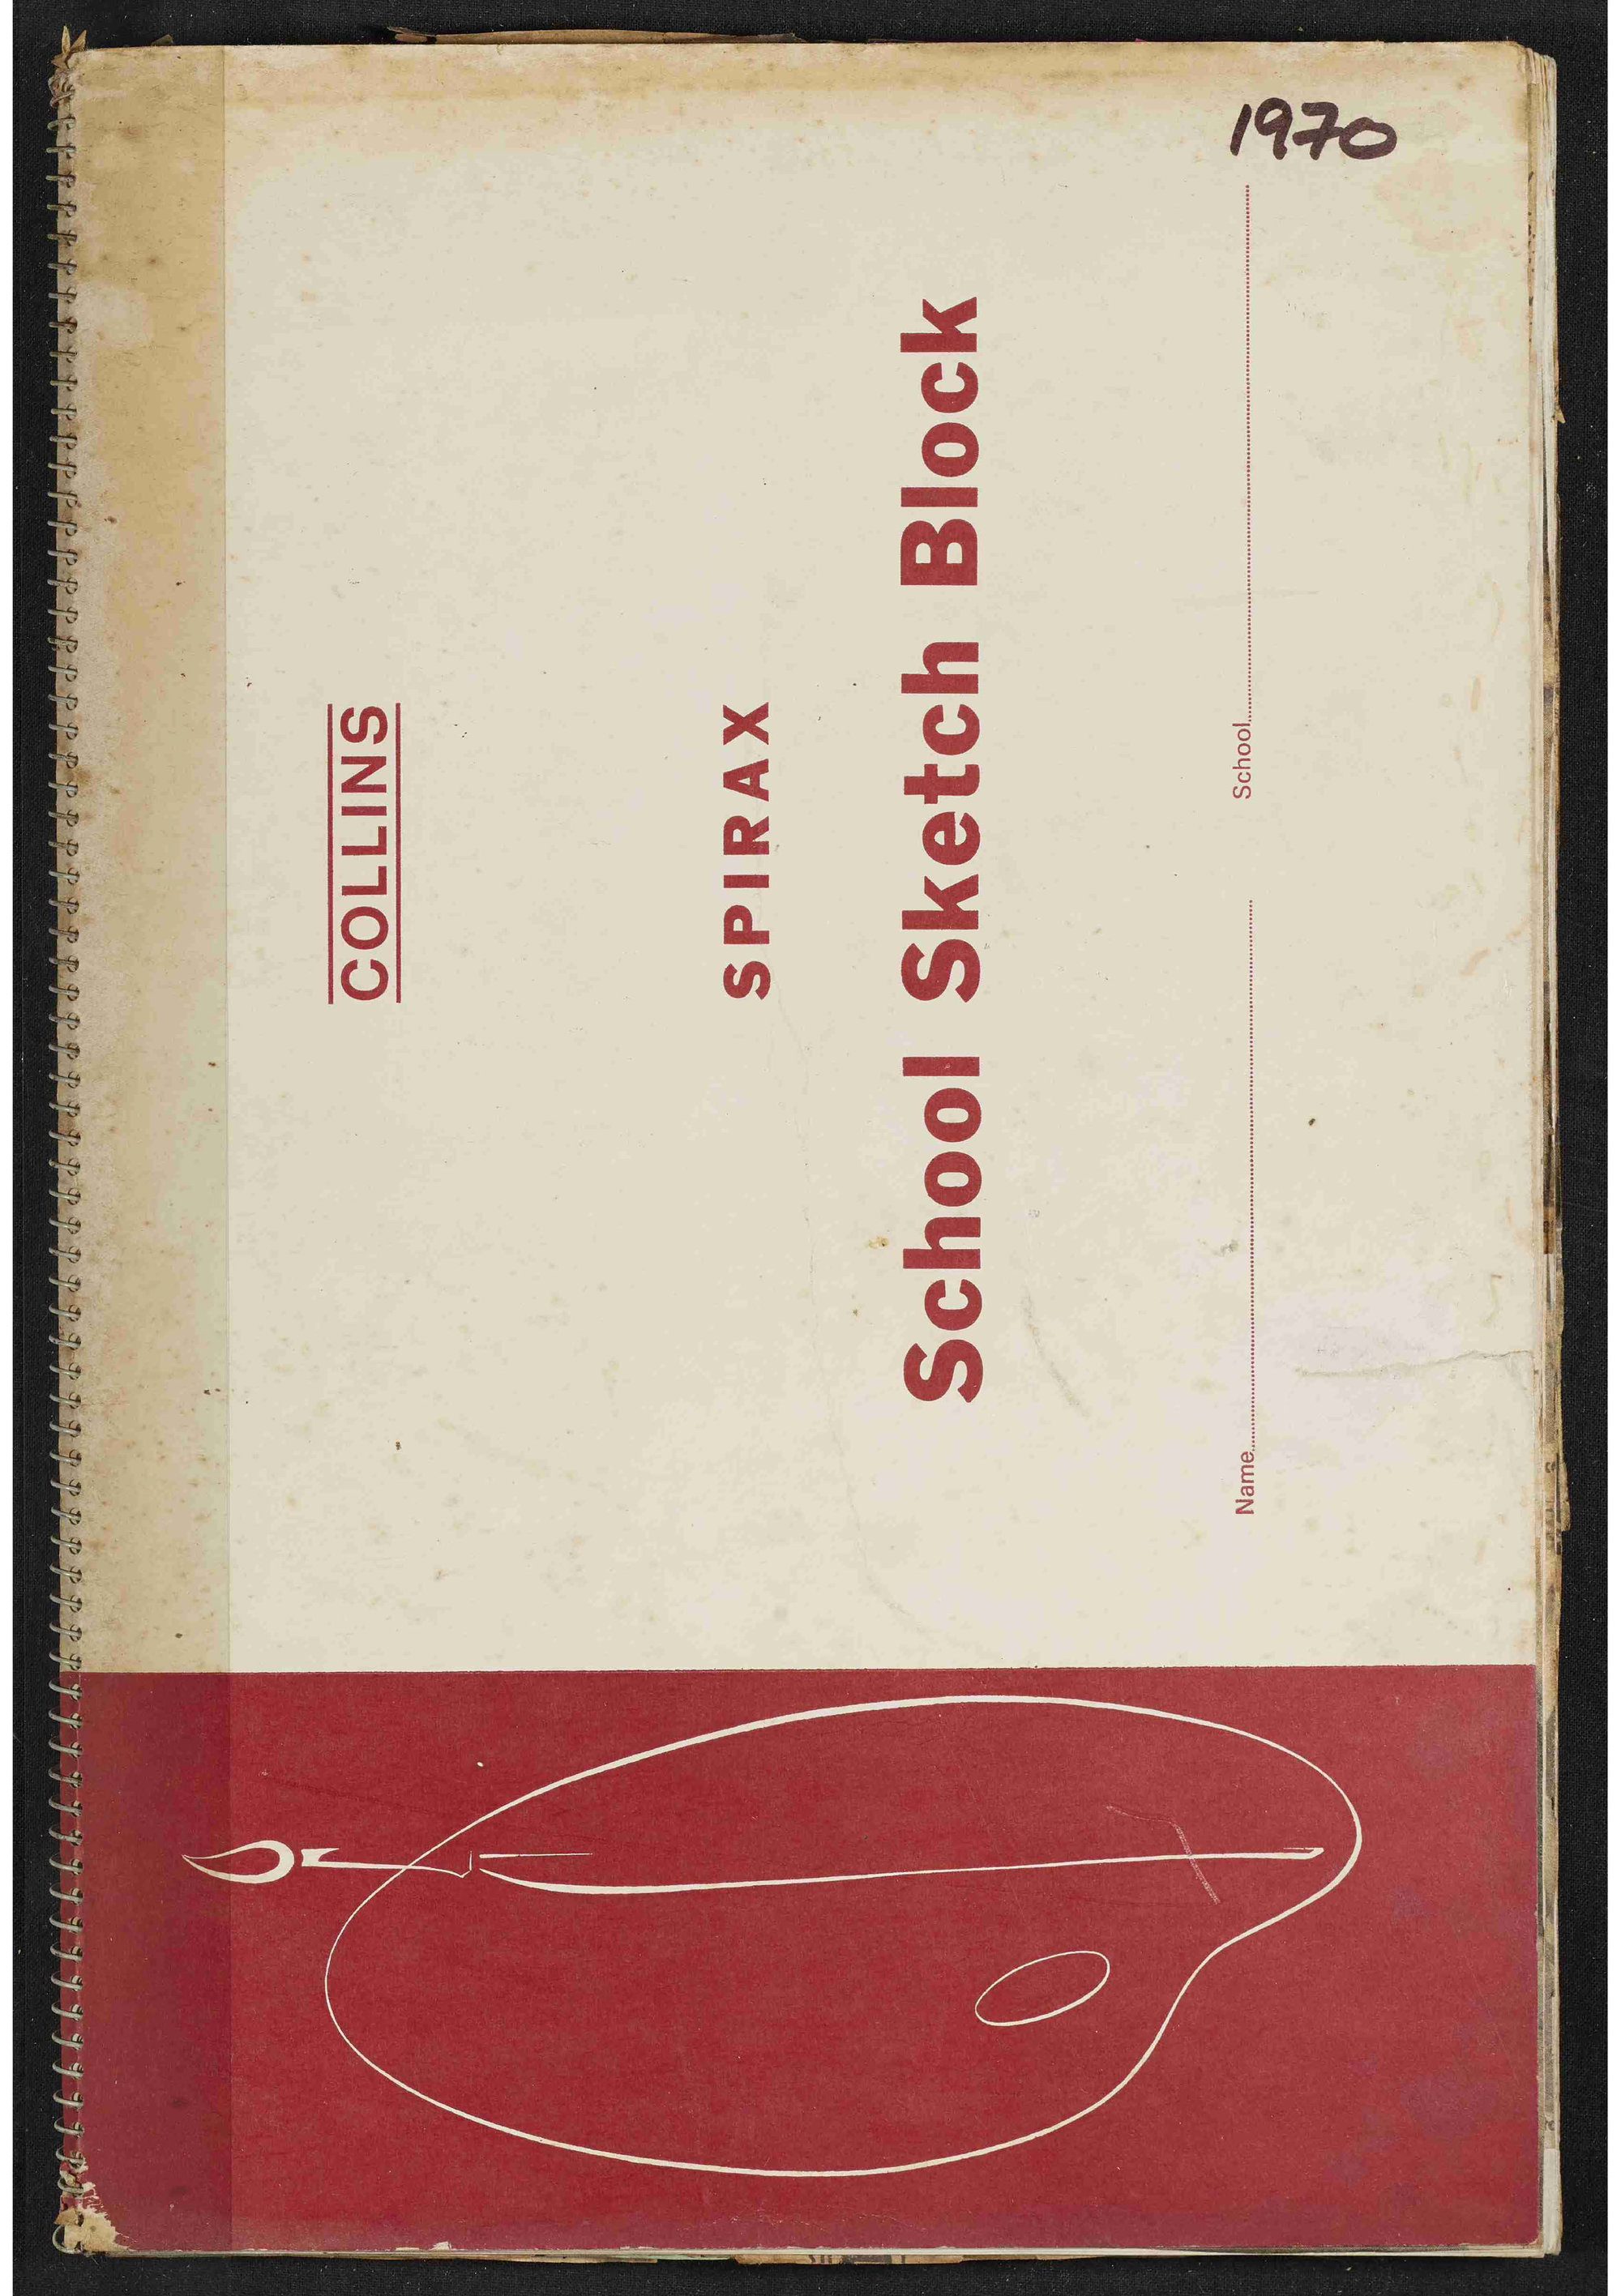 1970
COLLINS
SPIRAX
School Sketch Block
Name
School